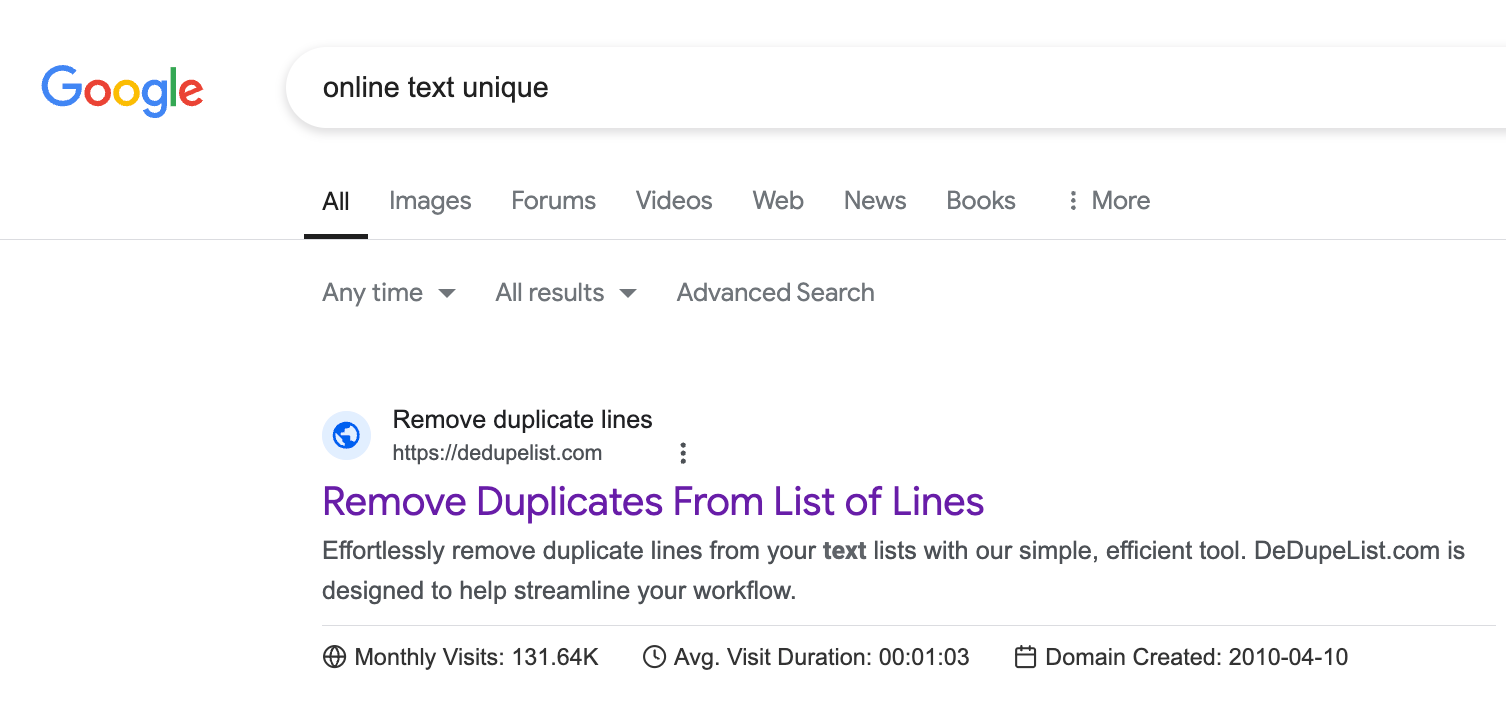 Google
online text unique
All Images Forums Videos Web News Books More
Any time All results Advanced Search
Remove duplicate lines
https://dedupelist.com
Remove Duplicates From List of Lines
Effortlessly remove duplicate lines from your text lists with our simple, efficient tool. DeDupeList.com is
designed to help streamline your workflow.
Monthly Visits: 131.64K Avg. Visit Duration: 00:01:03 Domain Created: 2010-04-10